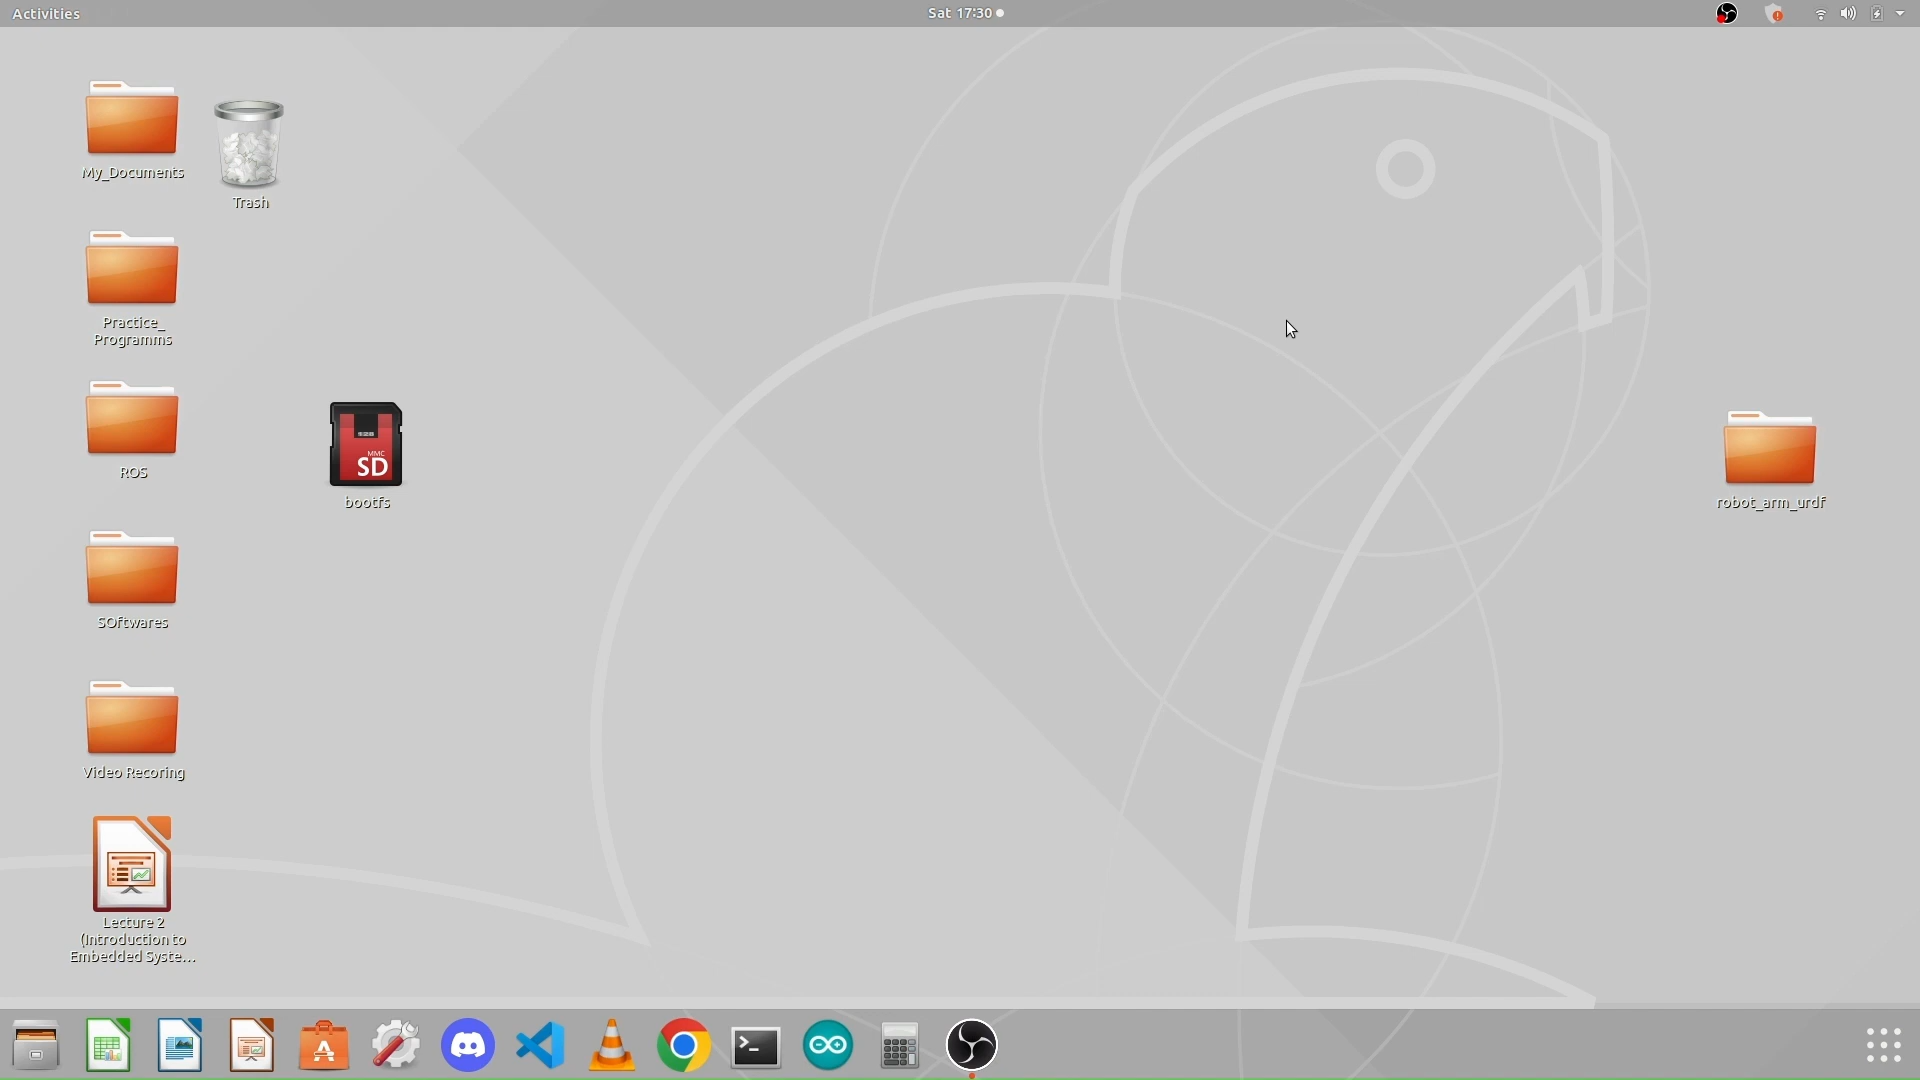 Activities
Sat 17:30
My_Documents
Trash
Practice_
Programms
ROS
MMC
SD
bootfs
robot_arm_urdf
SOftwares
Video Recoring
Lecture 2
(Introduction to
Embedded Syste...